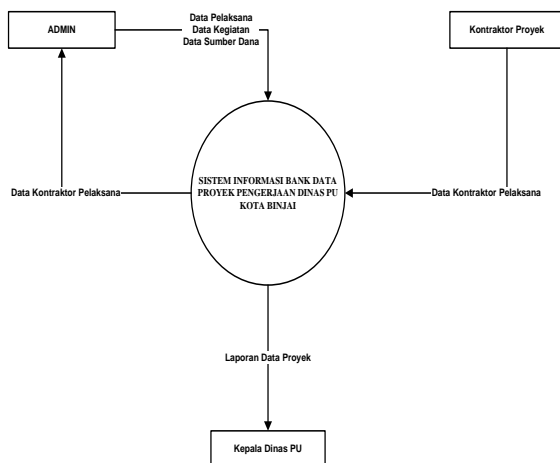 ADMIN
Data Pelaksana
Data Kegiatan
Data Sumber Dana
Kontraktor Proyek
SISTEM INFORMASI BANK DATA
PROYEK PENGERJAAN DINAS PU
KOTA BINJAI
Data Kontraktor Pelaksana
Data Kontraktor Pelaksana
Laporan Data Proyek
Kepala Dinas PU